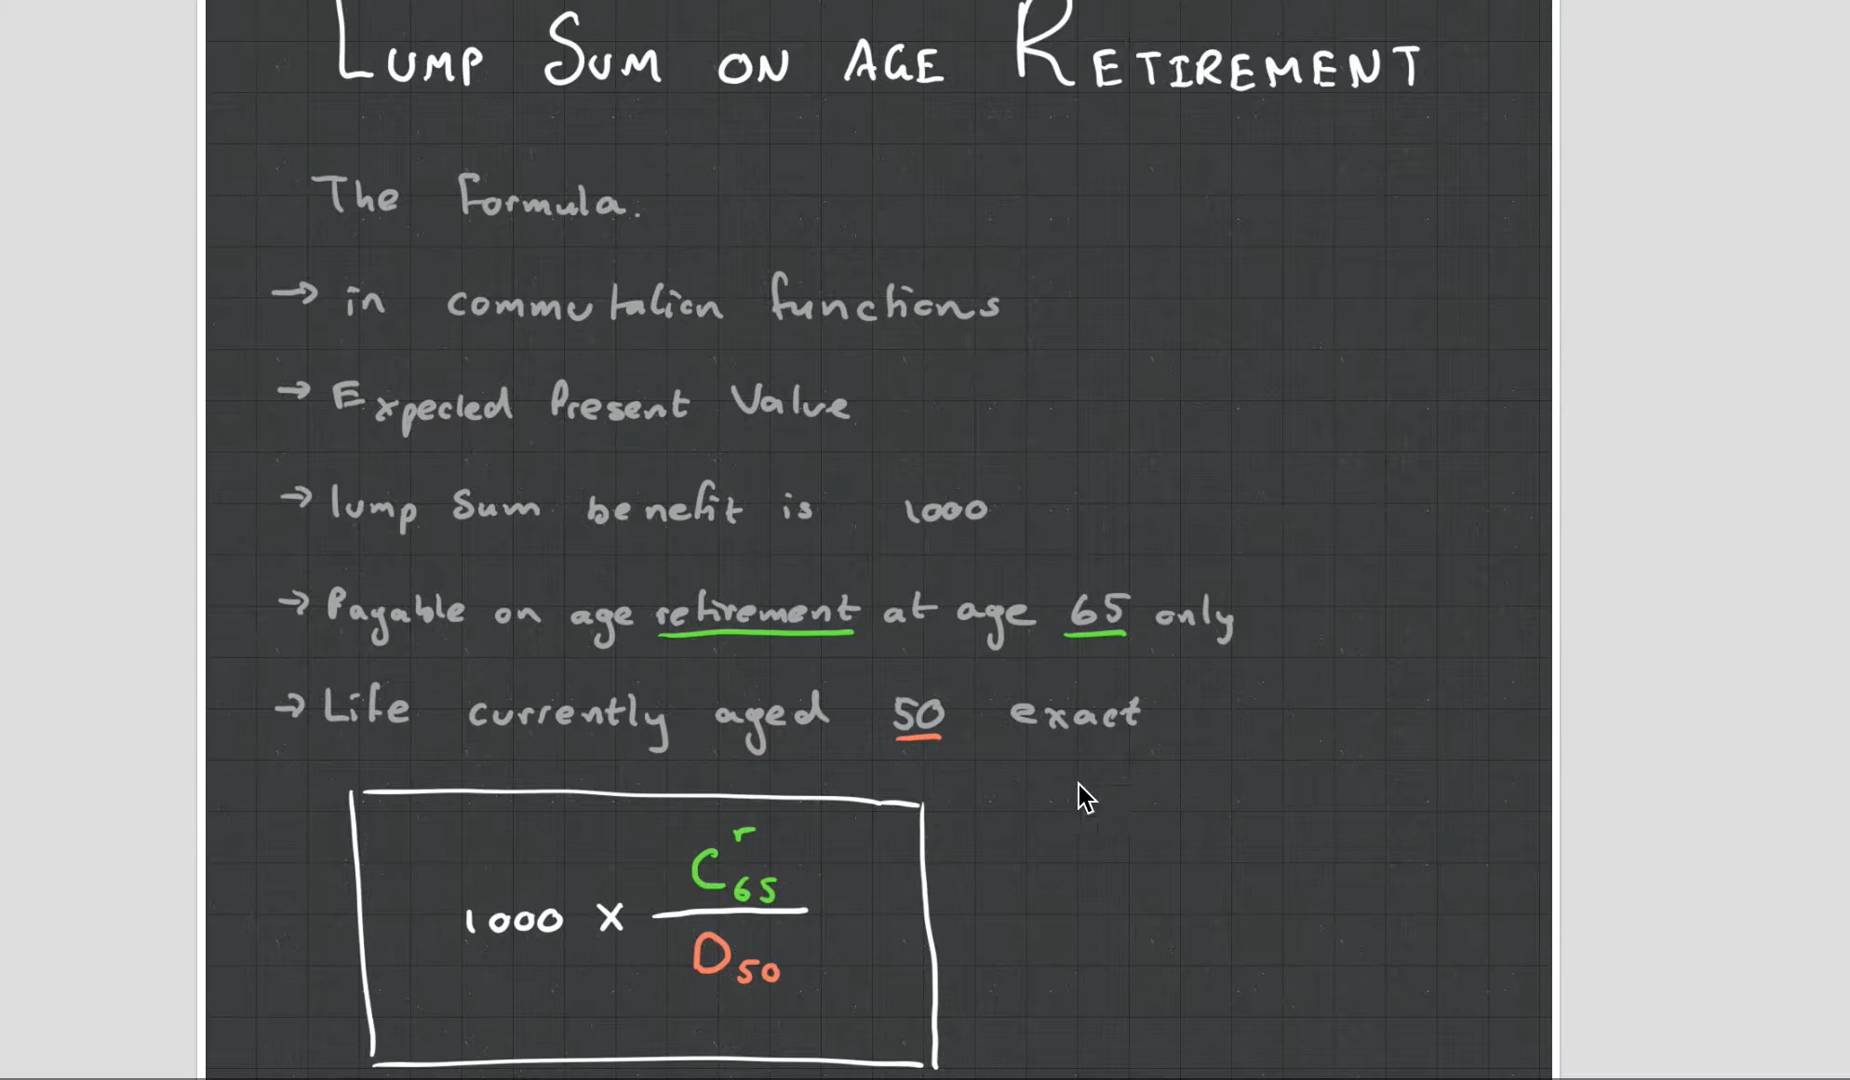 LUMP SUM ON AGE RETIREMENT
The Formula.
→ in commutation functions
→ Expected Present Value
→ lump sum benefit is 1000
→ Payable on age retirement at age 65 only
→ Life currently aged 50 exact
1000 × C^r_65 / D_50